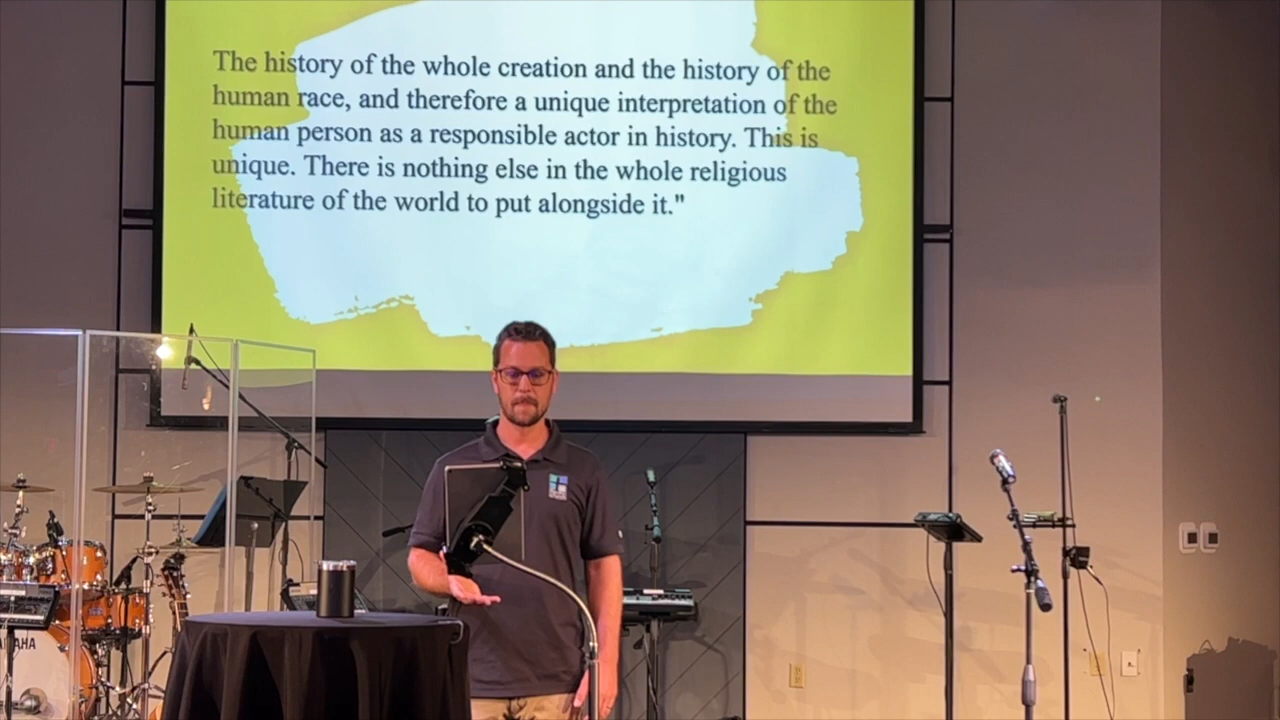 The history of the whole creation and the history of the
human race, and therefore a unique interpretation of the
human person as a responsible actor in history. This is
unique. There is nothing else in the whole religious
literature of the world to put alongside it."
AMAHA